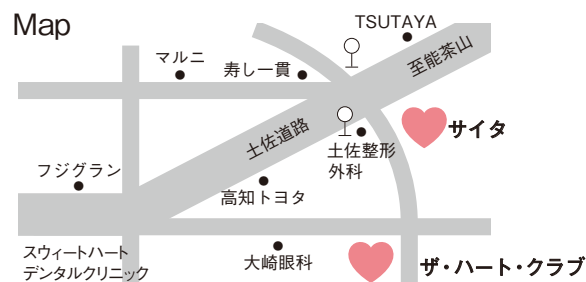 Map
TSUTAYA
マルニ
寿し一貫
至能茶山
土佐道路
サイタ
土佐整形
外科
フジグラン
高知トヨタ
スウィートハート
デンタルクリニック
大崎眼科
ザ・ハート・クラブ